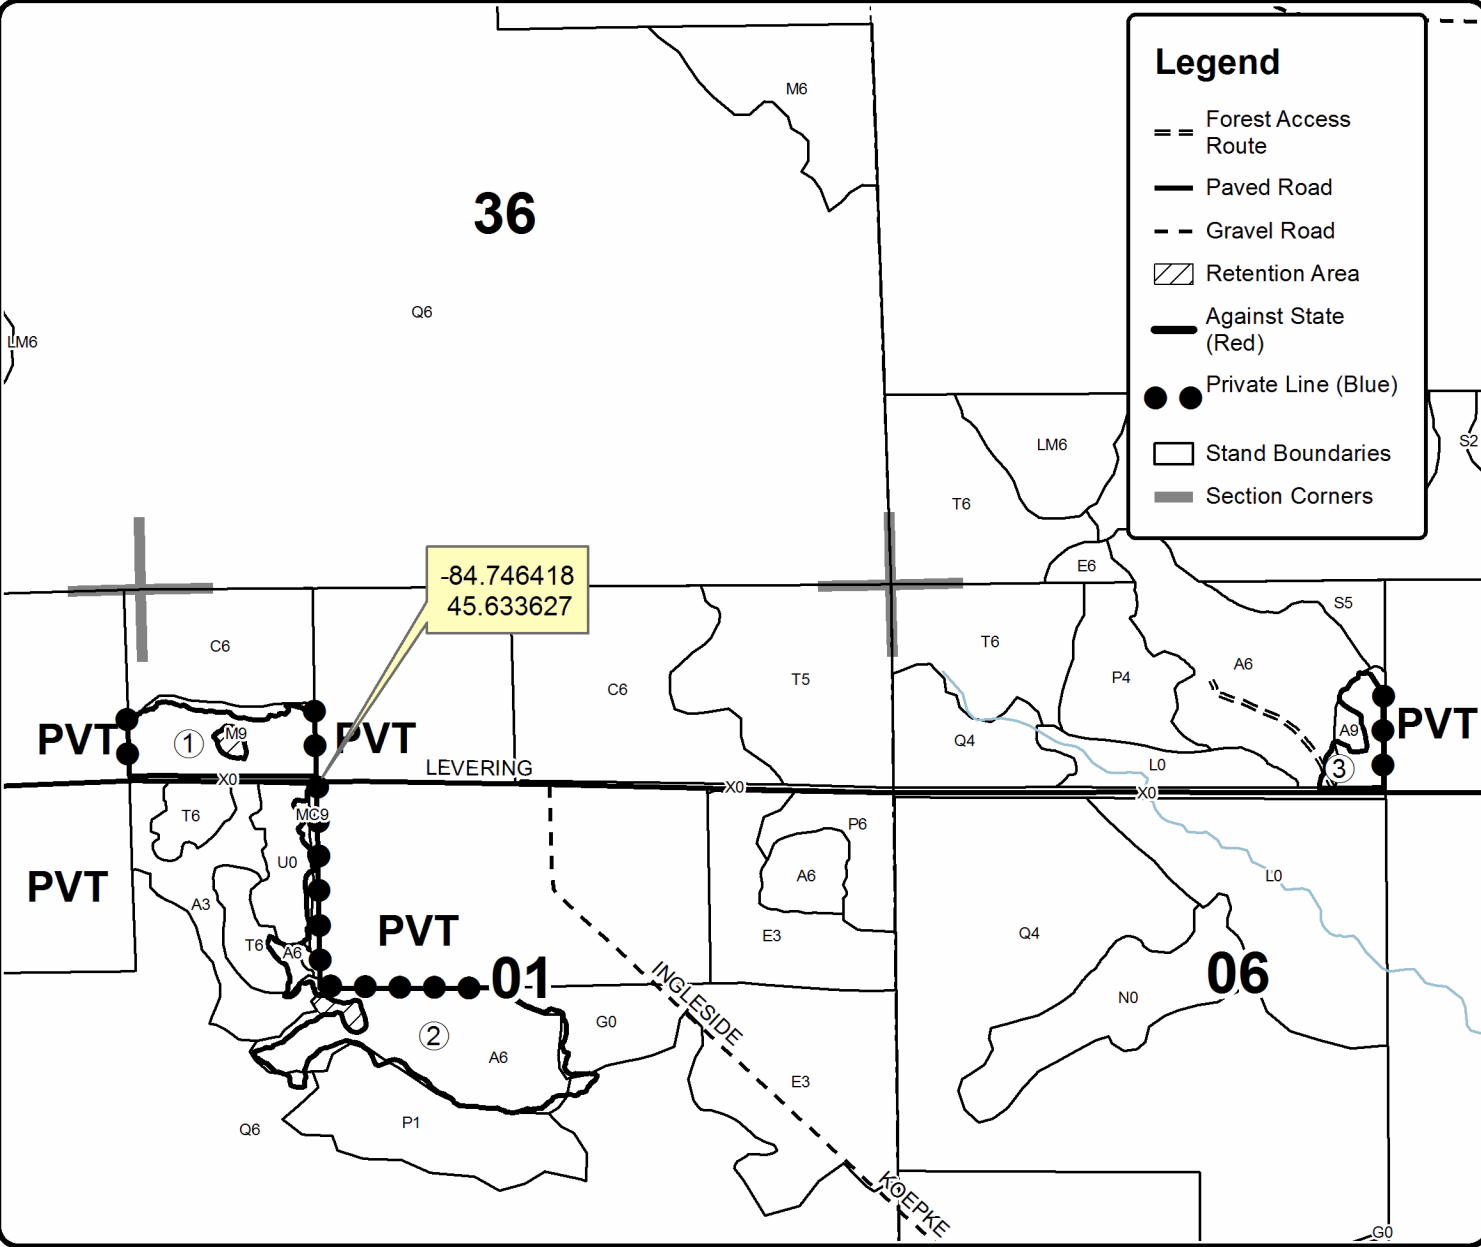 Legend
Forest Access
Route
Paved Road
Gravel Road
Retention Area
Against State
(Red)
Private Line (Blue)
Stand Boundaries
Section Corners
M6
36
Q6
LM6
LM6
S2
T6
E6
-84.746418
45.633627
S5
C6
T6
A6
C6
T5
P4
PVT
1
M9
PVT
Q4
A9
PVT
LEVERING
L0
3
X0
X0
X0
T6
MC9
P6
U0
PVT
A6
L0
A3
PVT
E3
Q4
T6
A6
01
06
INGLESIDE
N0
2
G0
A6
E3
P1
Q6
KOEPKE
G0